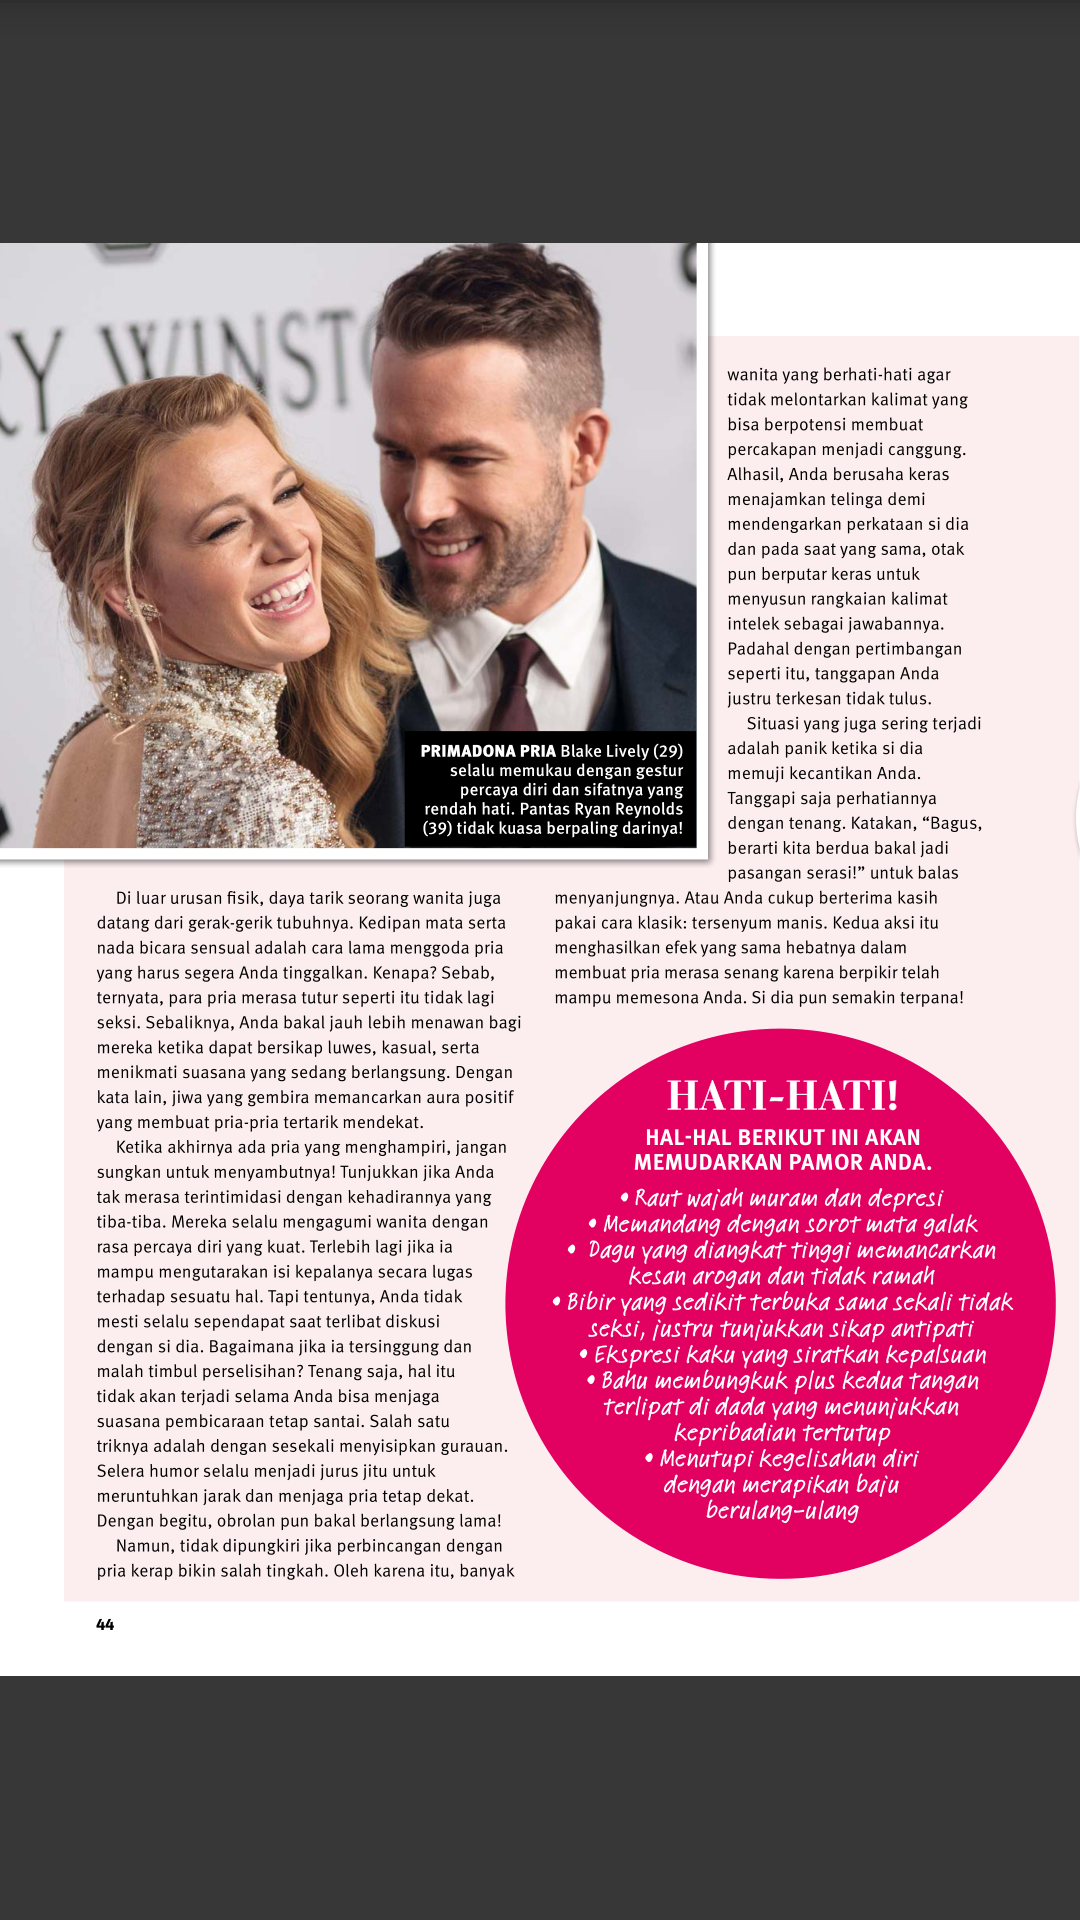 RY WINST
PRIMADONA PRIA Blake Lively (29)
selalu memukau dengan gestur
percaya diri dan sifatnya yang
rendah hati. Pantas Ryan Reynolds
(39) tidak kuasa berpaling darinya!
Di luar urusan fisik, daya tarik seorang wanita juga
datang dari gerak-gerik tubuhnya. Kedipan mata serta
nada bicara sensual adalah cara lama menggoda pria
yang harus segera Anda tinggalkan. Kenapa? Sebab,
ternyata, para pria merasa tutur seperti itu tidak lagi
seksi. Sebaliknya, Anda bakal jauh lebih menawan bagi
mereka ketika dapat bersikap luwes, kasual, serta
menikmati suasana yang sedang berlangsung. Dengan
kata lain, jiwa yang gembira memancarkan aura positif
yang membuat pria-pria tertarik mendekat.
Ketika akhirnya ada pria yang menghampiri, jangan
sungkan untuk menyambutnya! Tunjukkan jika Anda
tak merasa terintimidasi dengan kehadirannya yang
tiba-tiba. Mereka selalu mengagumi wanita dengan
rasa percaya diri yang kuat. Terlebih lagi jika ia
mampu mengutarakan isi kepalanya secara lugas
terhadap sesuatu hal. Tapi tentunya, Anda tidak
mesti selalu sependapat saat terlibat diskusi
dengan si dia. Bagaimana jika ia tersinggung dan
malah timbul perselisihan? Tenang saja, hal itu
tidak akan terjadi selama Anda bisa menjaga
suasana pembicaraan tetap santai. Salah satu
triknya adalah dengan sesekali menyisipkan gurauan.
Selera humor selalu menjadi jurus jitu untuk
meruntuhkan jarak dan menjaga pria tetap dekat.
Dengan begitu, obrolan pun bakal berlangsung lama!
Namun, tidak dipungkiri jika perbincangan dengan
pria kerap bikin salah tingkah. Oleh karena itu, banyak
wanita yang berhati-hati agar
tidak melontarkan kalimat yang
bisa berpotensi membuat
percakapan menjadi canggung.
Alhasil, Anda berusaha keras
menajamkan telinga demi
mendengarkan perkataan si dia
dan pada saat yang sama, otak
pun berputar keras untuk
menyusun rangkaian kalimat
intelek sebagai jawabannya.
Padahal dengan pertimbangan
seperti itu, tanggapan Anda
justru terkesan tidak tulus.
Situasi yang juga sering terjadi
adalah panik ketika si dia
memuji kecantikan Anda.
Tanggapi saja perhatiannya
dengan tenang. Katakan, “Bagus,
berarti kita berdua bakal jadi
pasangan serasi!” untuk balas
menyanjungnya. Atau Anda cukup berterima kasih
pakai cara klasik: tersenyum manis. Kedua aksi itu
menghasilkan efek yang sama hebatnya dalam
membuat pria merasa senang karena berpikir telah
mampu memesona Anda. Si dia pun semakin terpana!
HATI-HATI!
HAL-HAL BERIKUT INI AKAN
MEMUDARKAN PAMOR ANDA.
• Raut wajah muram dan depresi
• Memandang dengan sorot mata galak
• Dagu yang diangkat tinggi memancarkan
kesan arogan dan tidak ramah
• Bibir yang sedikit terbuka sama sekali tidak
seksi, justru tunjukkan sikap antipati
• Ekspresi kaku yang siratkan kepalsuan
• Bahu membungkuk plus kedua tangan
terlipat di dada yang menunjukkan
kepribadian tertutup
• Menutupi kegelisahan diri
dengan merapikan baju
berulang-ulang
44